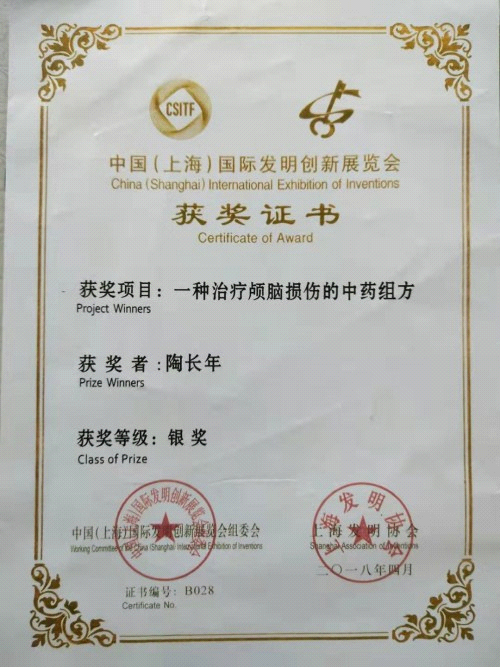 CSITF
中国(上海)国际发明创新展览会
China (Shanghai) International Exhibition of Inventions
获奖证书
Certificate of Award
获奖项目：一种治疗颅脑损伤的中药组方
Project Winners
获奖者:陶长年
Prize Winners
获奖等级：银奖
Class of Prize
中国(上海)国际发明创新展览会组委会
Working Committee of the China (Shanghai) International Exhibition of Inventions
上海发明协会
Shanghai Association of Inventions
二〇一八年四月
证书编号：B028
Certificate No.